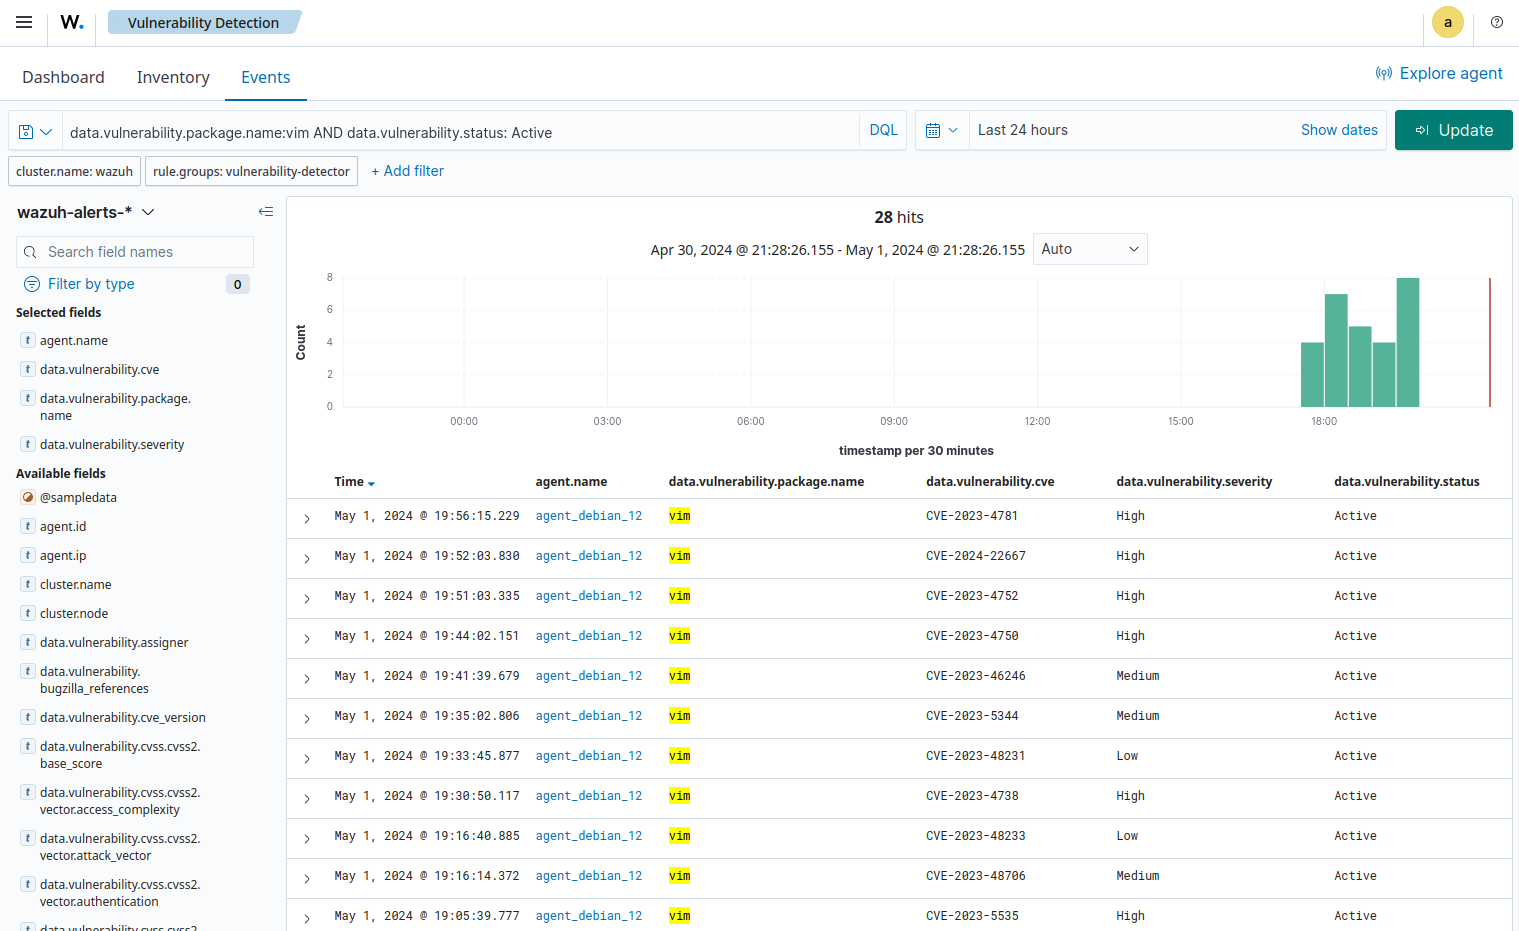 W.
Vulnerability Detection
a
Dashboard
Inventory
Events
Explore agent
data.vulnerability.package.name:vim AND data.vulnerability.status: Active
DQL
Last 24 hours
Show dates
Update
cluster.name: wazuh
rule.groups: vulnerability-detector
+ Add filter
wazuh-alerts-*
Search field names
Filter by type
0
Selected fields
t agent.name
t data.vulnerability.cve
t data.vulnerability.package.
name
t data.vulnerability.severity
Available fields
@sampledata
t agent.id
t agent.ip
t cluster.name
t cluster.node
t data.vulnerability.assigner
t data.vulnerability.
bugzilla_references
t data.vulnerability.cve_version
t data.vulnerability.cvss.cvss2.
base_score
t data.vulnerability.cvss.cvss2.
vector.access_complexity
t data.vulnerability.cvss.cvss2.
vector.attack_vector
t data.vulnerability.cvss.cvss2.
vector.authentication
data.vulnerability.cvss.cvss2.
28 hits
Apr 30, 2024 @ 21:28:26.155 - May 1, 2024 @ 21:28:26.155
Auto
Count
8
6
4
2
0
00:00 03:00 06:00 09:00 12:00 15:00 18:00
timestamp per 30 minutes
Time agent.name data.vulnerability.package.name data.vulnerability.cve data.vulnerability.severity data.vulnerability.status
May 1, 2024 @ 19:56:15.229 agent_debian_12 vim CVE-2023-4781 High Active
May 1, 2024 @ 19:52:03.830 agent_debian_12 vim CVE-2024-22667 High Active
May 1, 2024 @ 19:51:03.335 agent_debian_12 vim CVE-2023-4752 High Active
May 1, 2024 @ 19:44:02.151 agent_debian_12 vim CVE-2023-4750 High Active
May 1, 2024 @ 19:41:39.679 agent_debian_12 vim CVE-2023-46246 Medium Active
May 1, 2024 @ 19:35:02.806 agent_debian_12 vim CVE-2023-5344 Medium Active
May 1, 2024 @ 19:33:45.877 agent_debian_12 vim CVE-2023-48231 Low Active
May 1, 2024 @ 19:30:50.117 agent_debian_12 vim CVE-2023-4738 High Active
May 1, 2024 @ 19:16:40.885 agent_debian_12 vim CVE-2023-48233 Low Active
May 1, 2024 @ 19:16:14.372 agent_debian_12 vim CVE-2023-48706 Medium Active
May 1, 2024 @ 19:05:39.777 agent_debian_12 vim CVE-2023-5535 High Active